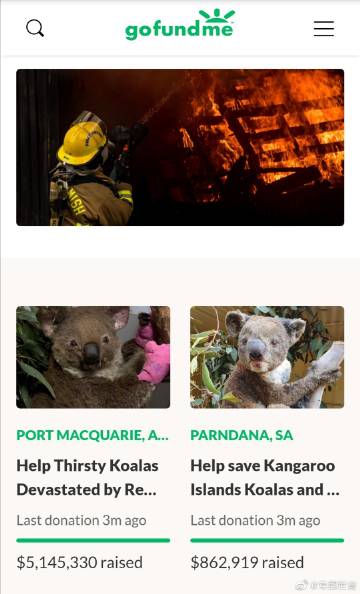 gofundme
PORT MACQUARIE, A...
Help Thirsty Koalas
Devastated by Re...
Last donation 3m ago
$5,145,330 raised
PARNDANA, SA
Help save Kangaroo
Islands Koalas and ...
Last donation 3m ago
$862,919 raised